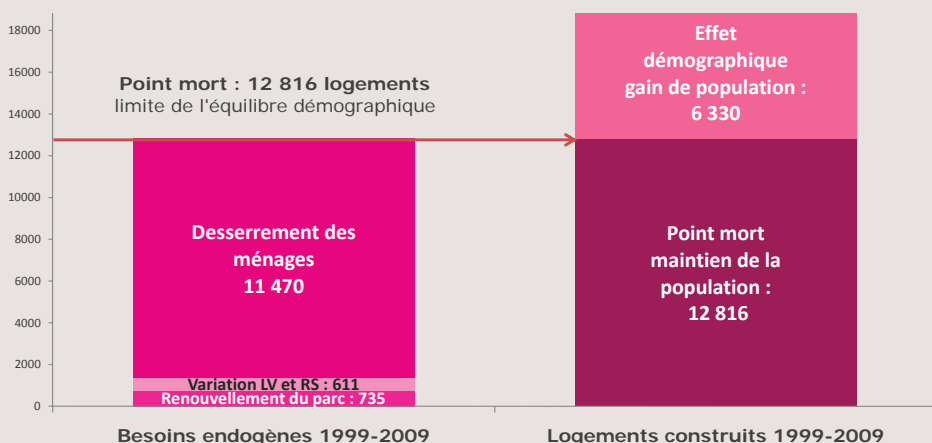 18000
16000
14000
12000
10000
8000
6000
4000
2000
0
Point mort : 12 816 logements
limite de l'équilibre démographique
Desserrement des
ménages
11 470
Variation LV et RS : 611
Renouvellement du parc : 735
Effet
démographique
gain de population :
6 330
Point mort
maintien de la
population :
12 816
Besoins endogènes 1999-2009
Logements construits 1999-2009